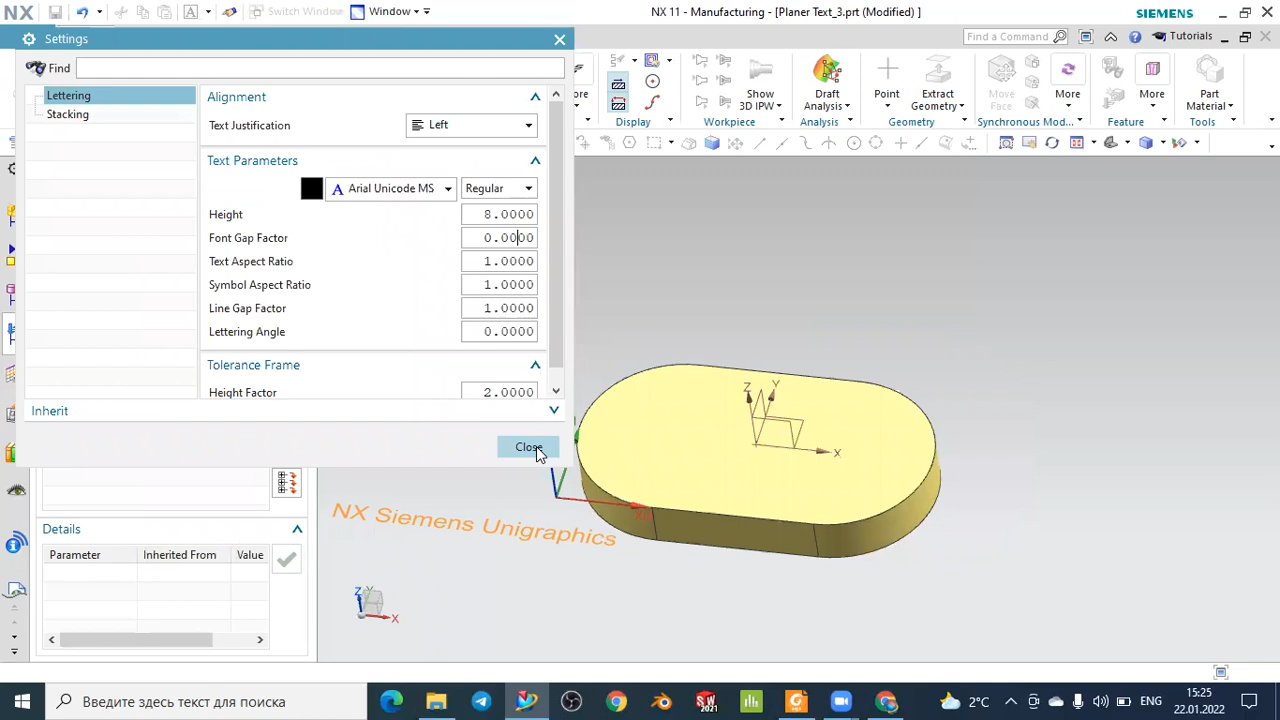 NX
Switch Window
Window
NX 11 - Manufacturing - [Planer Text_3.prt (Modified) ]
SIEMENS
Find a Command
Tutorials
Settings
Find
Lettering
Stacking
Alignment
Text Justification
Left
Text Parameters
A Arial Unicode MS
Regular
Height
8.0000
Font Gap Factor
0.0000
Text Aspect Ratio
1.0000
Symbol Aspect Ratio
1.0000
Line Gap Factor
1.0000
Lettering Angle
0.0000
Tolerance Frame
Height Factor
2.0000
Inherit
Close
Show
3D IPW
Draft
Analysis
Point
Extract
Geometry
Move
Face
More
More
Part
Material
Display
Workpiece
Analysis
Geometry
Synchronous Mod...
Feature
Tools
Details
Parameter
Inherited From
Value
NX Siemens Unigraphics
Z
Y
X
Z
Y
X
Введите здесь текст для поиска
2°C
ENG
15:25
22.01.2022